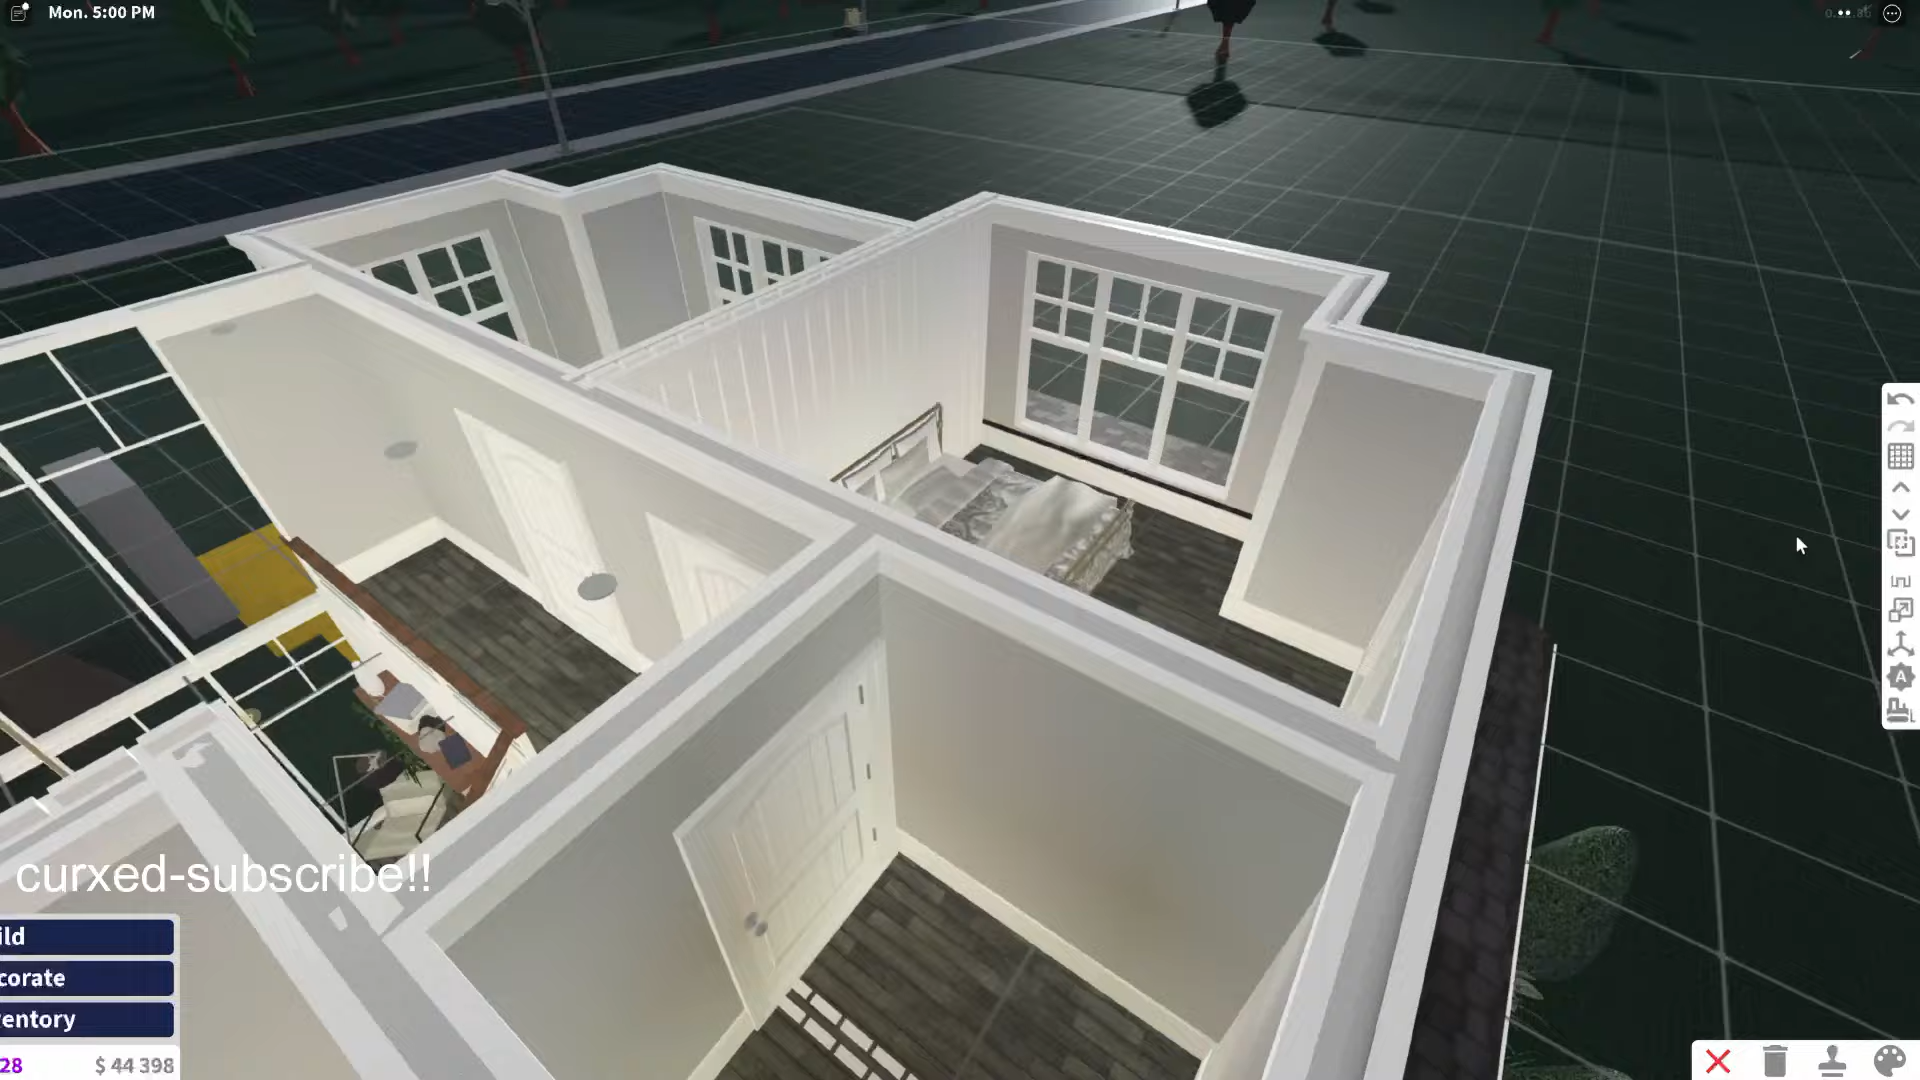 Mon. 5:00 PM
curxed-subscribe!!
ild
corate
entory
28
$ 44 398
A